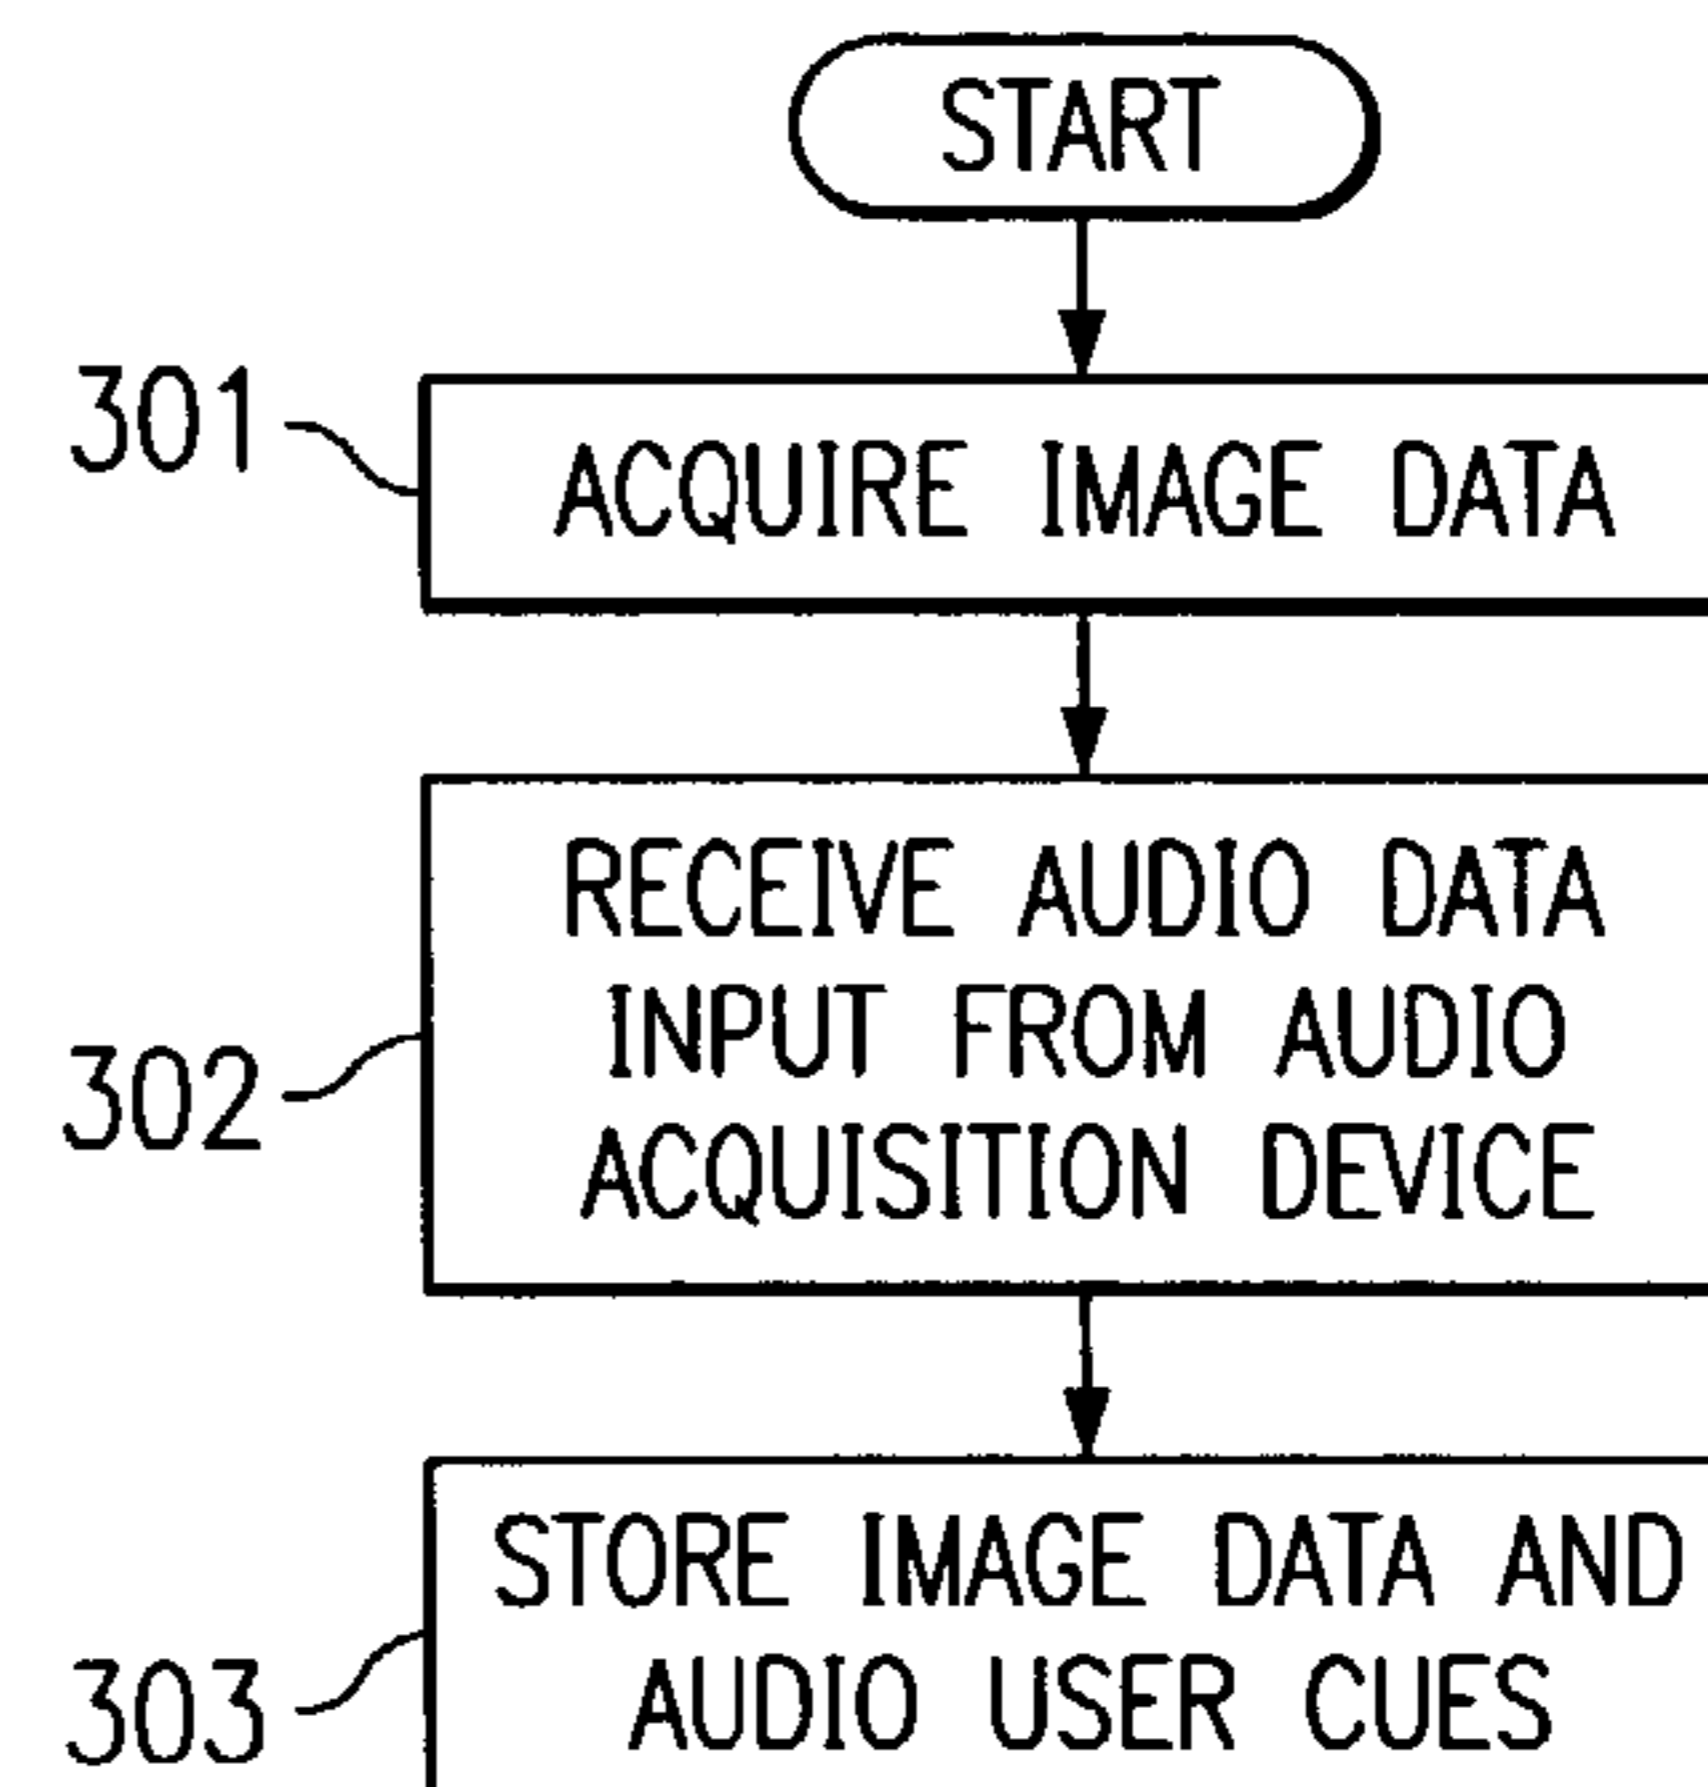 START
301
ACQUIRE IMAGE DATA
RECEIVE AUDIO DATA
INPUT FROM AUDIO
302
ACQUISITION DEVICE
STORE IMAGE DATA AND
303
AUDIO USER CUES